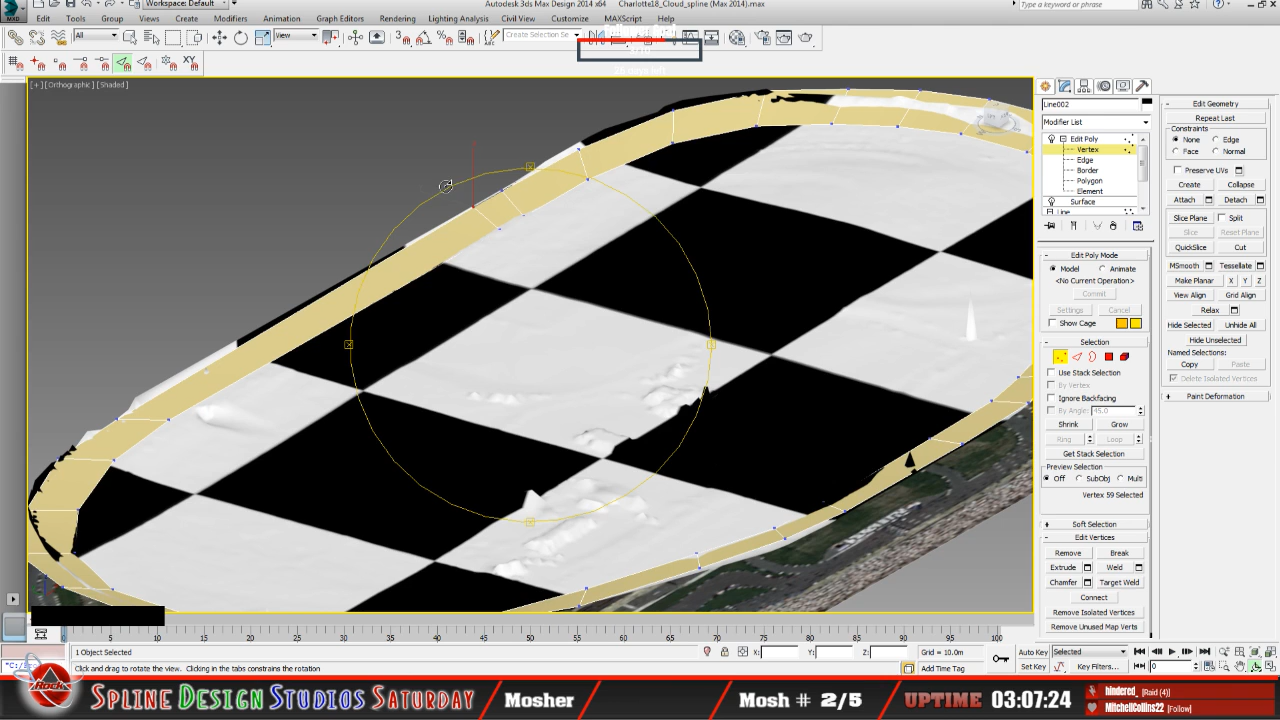 Workspace: Default
Autodesk 3ds Max Design 2014 x64
Charlotte18_Cloud_spline (Max 2014).max
Type a keyword or phrase
MXD
Edit
Tools
Group
Views
Create
Modifiers
Animation
Graph Editors
Rendering
Lighting Analysis
Civil View
Customize
MAXScript
Help
All
View
Create Selection Se
XY
[+] [Orthographic] [Shaded]
Line002
Modifier List
Edit Poly
Vertex
Edge
Border
Polygon
Element
Surface
Line
Edit Poly Mode
Model
Animate
<No Current Operation>
Commit
Settings
Cancel
Show Cage
Selection
Use Stack Selection
By Vertex
Ignore Backfacing
By Angle: 45.0
Shrink
Grow
Ring
Loop
Get Stack Selection
Preview Selection
Off
SubObj
Multi
Vertex 59 Selected
Soft Selection
Edit Vertices
Remove
Break
Extrude
Weld
Chamfer
Target Weld
Connect
Remove Isolated Vertices
Remove Unused Map Verts
Edit Geometry
Repeat Last
Constraints
None
Edge
Face
Normal
Preserve UVs
Create
Collapse
Attach
Detach
Slice Plane
Split
Slice
Reset Plane
QuickSlice
Cut
MSmooth
Tessellate
Make Planar
X
Y
Z
View Align
Grid Align
Relax
Hide Selected
Unhide All
Hide Unselected
Named Selections:
Copy
Paste
Delete Isolated Vertices
Paint Deformation
5
10
15
20
25
30
35
40
45
50
55
60
65
70
75
80
85
90
95
100
1 Object Selected
X:
Y:
Z:
Grid = 10.0m
Auto Key
Selected
Click and drag to rotate the view. Clicking in the tabs constrains the rotation
Add Time Tag
Set Key
Key Filters...
0
Spline Design Studios Saturday
Mosher
Mosh # 2/5
UPTIME 03:07:24
hindered_ [Raid (4)]
MitchellCollins22 [Follow]